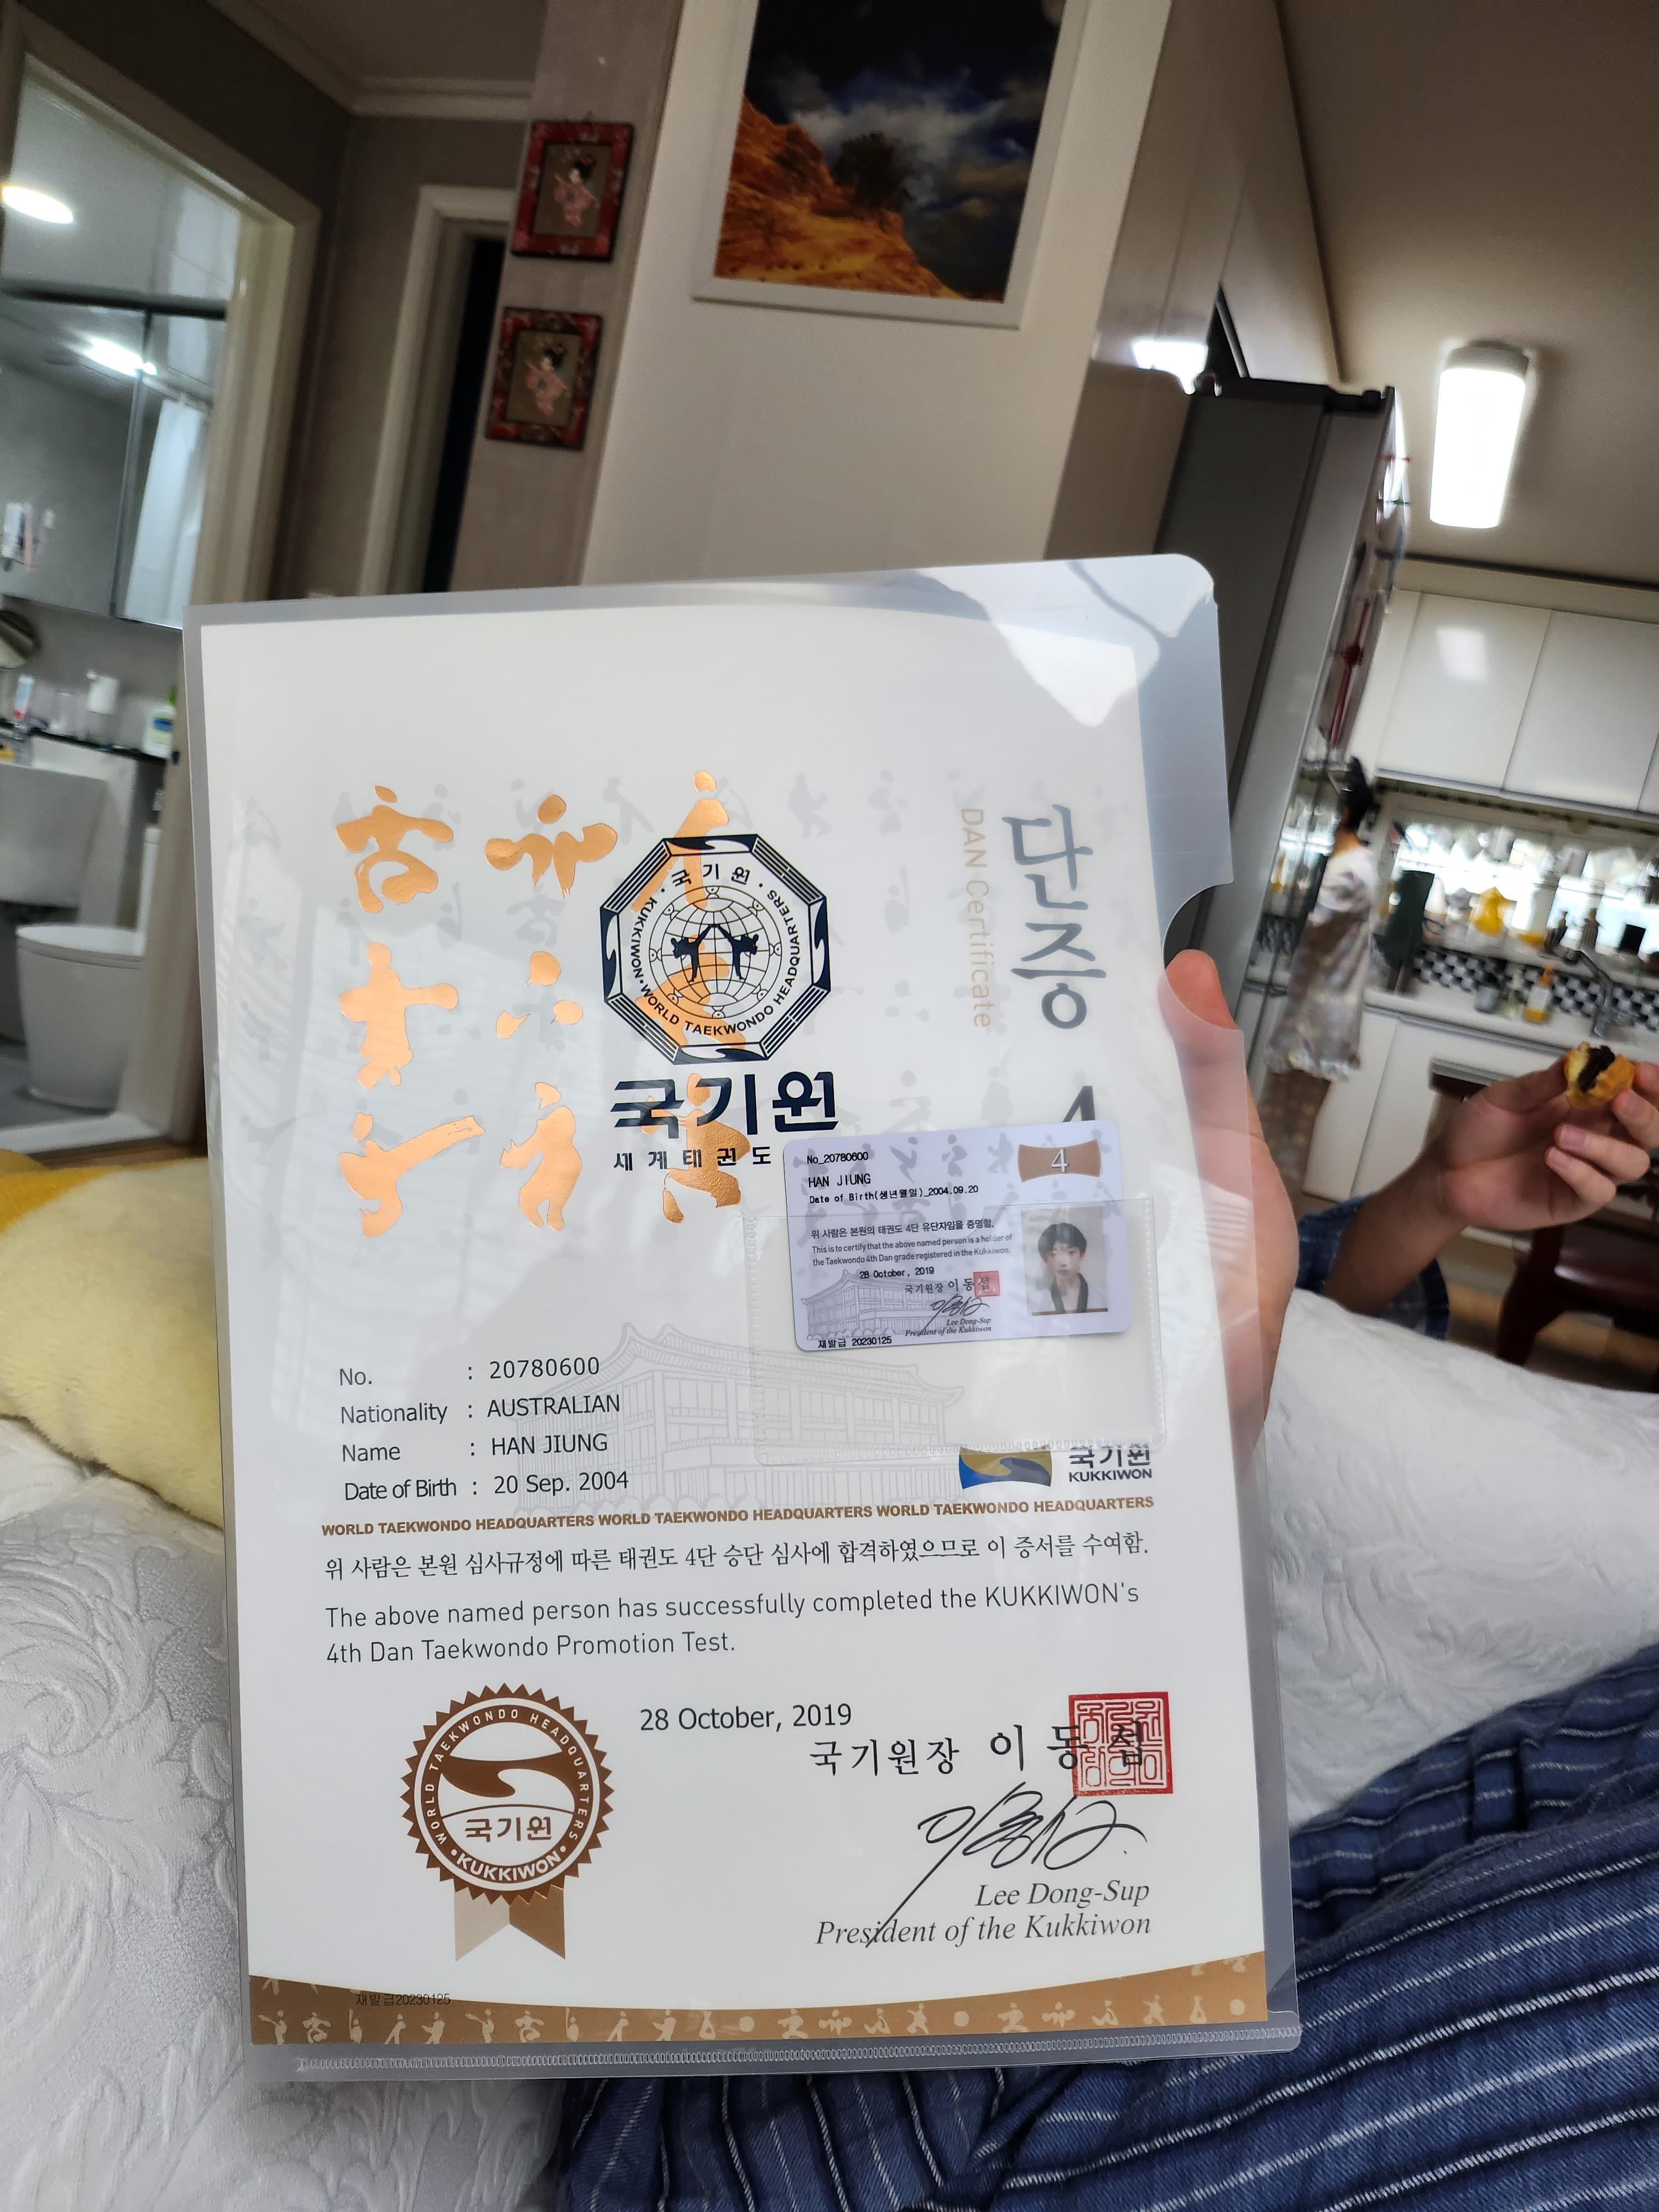 단증
DAN Certificate
국기원
KUKKIWON · WORLD TAEKWONDO HEADQUARTERS
국기원
세계태권도
No_20780600
4
HAN JIUNG
Date of Birth(생년월일)_2004.09.20
위 사람은 본원의 태권도 4단 유단자임을 증명함.
This is to certify that the above named person is a holder of
the Taekwondo 4th Dan grade registered in the Kukkiwon.
28 October, 2019
국기원장 이동섭
Lee Dong-Sup
President of the Kukkiwon
재발급 20230125
No. : 20780600
Nationality : AUSTRALIAN
Name : HAN JIUNG
Date of Birth : 20 Sep. 2004
국기원
KUKKIWON
WORLD TAEKWONDO HEADQUARTERS WORLD TAEKWONDO HEADQUARTERS WORLD TAEKWONDO HEADQUARTERS
위 사람은 본원 심사규정에 따른 태권도 4단 승단 심사에 합격하였으므로 이 증서를 수여함.
The above named person has successfully completed the KUKKIWON's
4th Dan Taekwondo Promotion Test.
28 October, 2019
국기원장 이동섭
Lee Dong-Sup
President of the Kukkiwon
WORLD TAEKWONDO HEADQUARTERS
국기원
KUKKIWON
재발급20230125